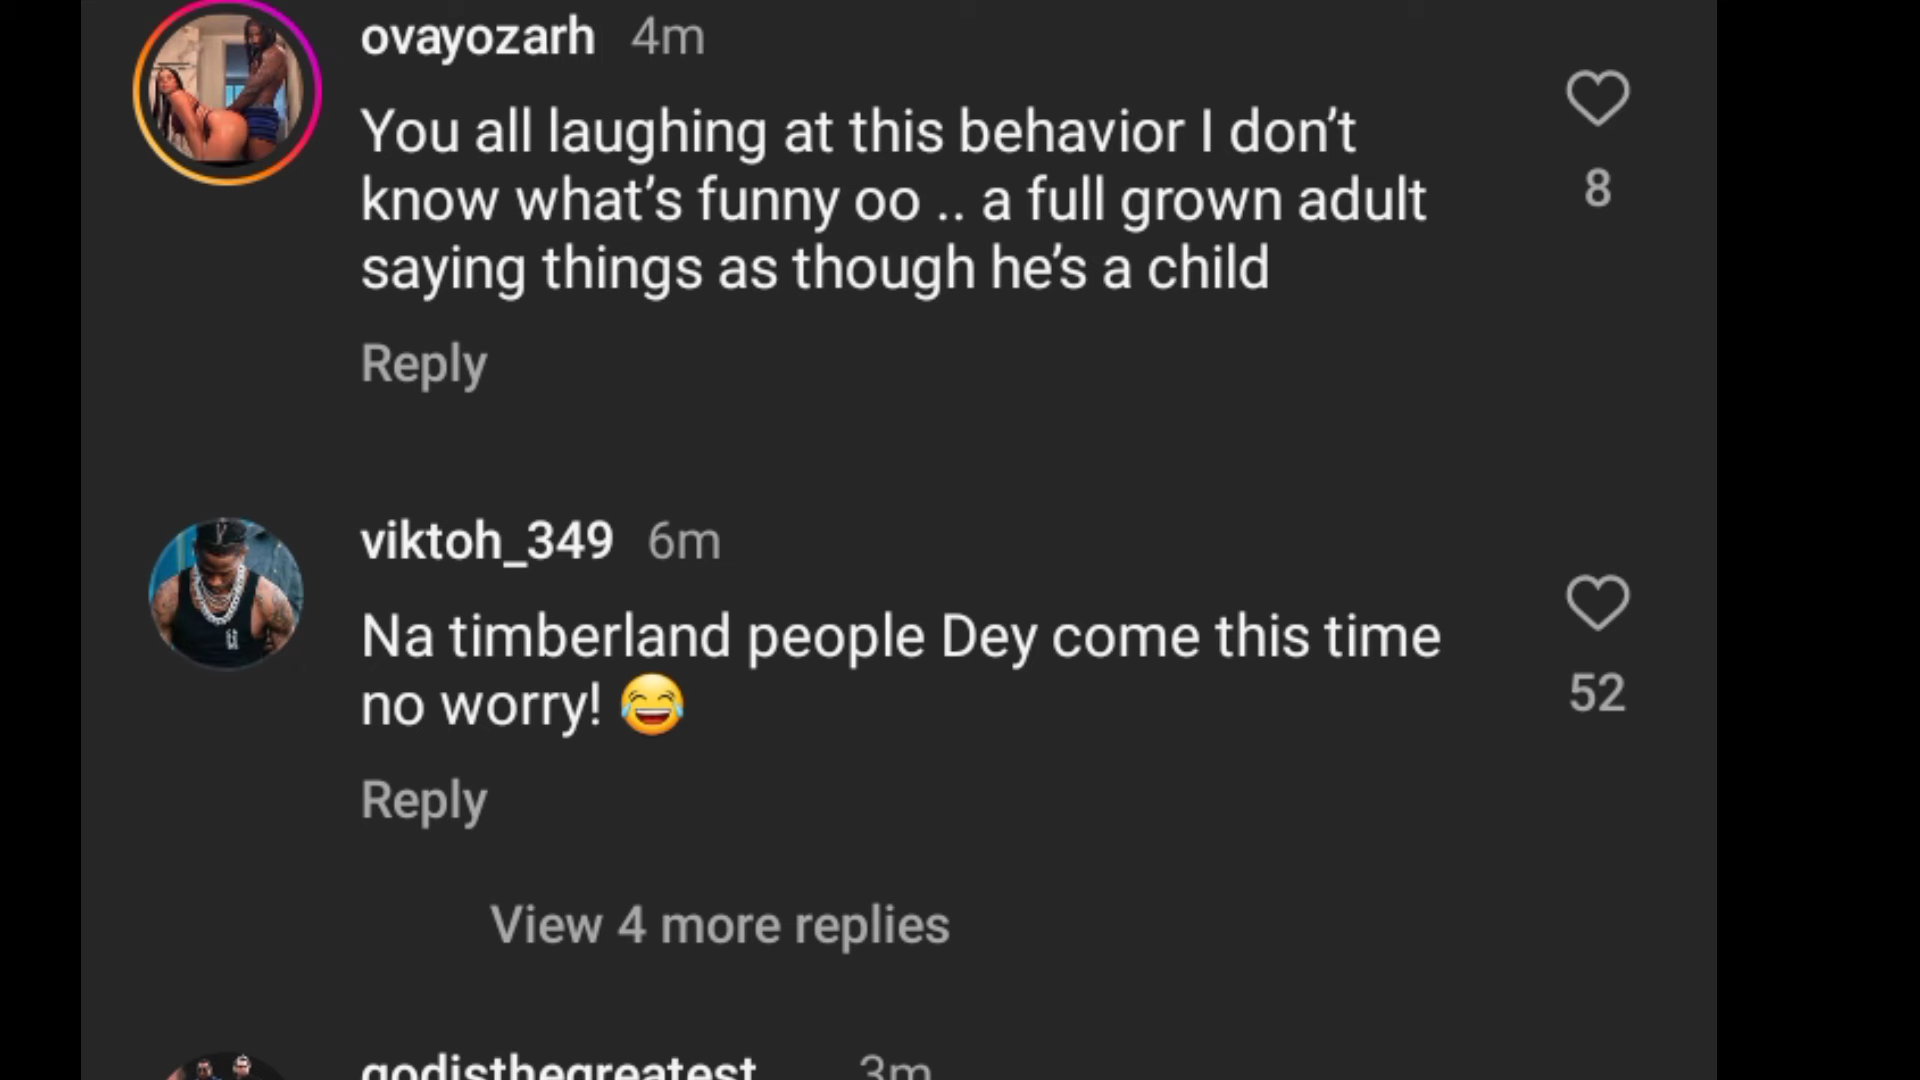 ovayozarh 4m
You all laughing at this behavior I don’t
know what’s funny oo .. a full grown adult
saying things as though he’s a child
8
Reply
viktoh_349 6m
Na timberland people Dey come this time
no worry! 😂
52
Reply
View 4 more replies
godisthegreatest 3m